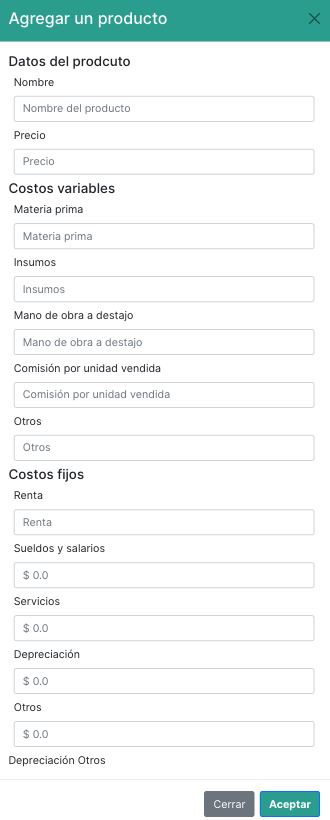 Agregar un producto
Datos del prodcuto
Nombre
Nombre del producto
Precio
Precio
Costos variables
Materia prima
Materia prima
Insumos
Insumos
Mano de obra a destajo
Mano de obra a destajo
Comisión por unidad vendida
Comisión por unidad vendida
Otros
Otros
Costos fijos
Renta
Renta
Sueldos y salarios
$ 0.0
Servicios
$ 0.0
Depreciación
$ 0.0
Otros
$ 0.0
Depreciación Otros
Cerrar Aceptar